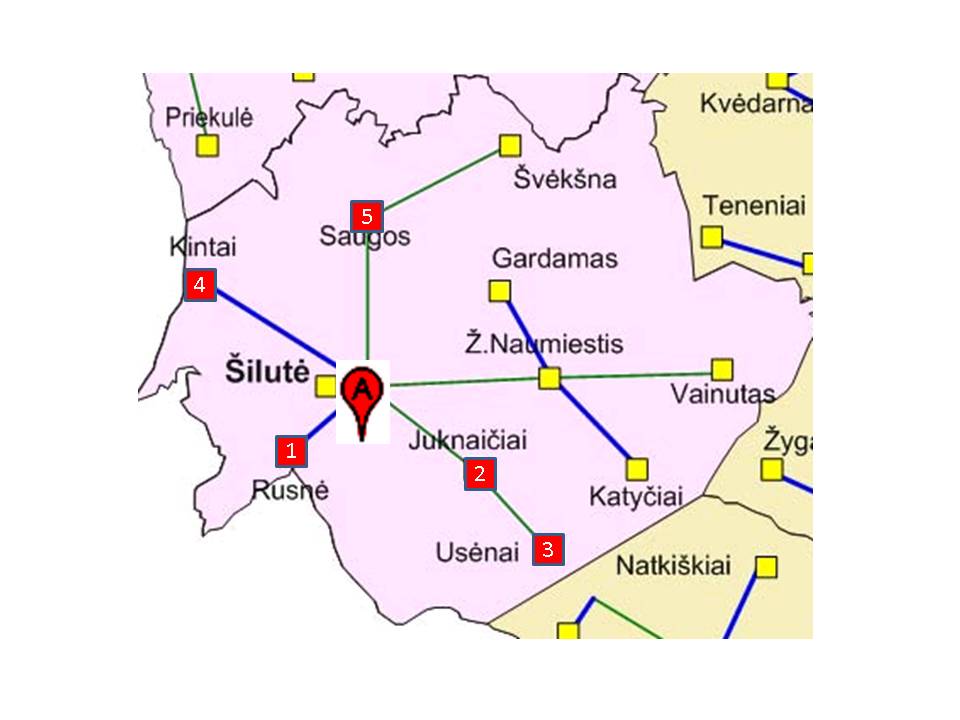 Kvėdarna
Priekulė
Švėkšna
Teneniai
5
Saugos
Kintai
Gardamas
4
Ž.Naumiestis
Šilutė
A
Vainutas
Juknaičiai
Žyga
1
2
Rusnė
Katyčiai
Usėnai
3
Natkiškiai